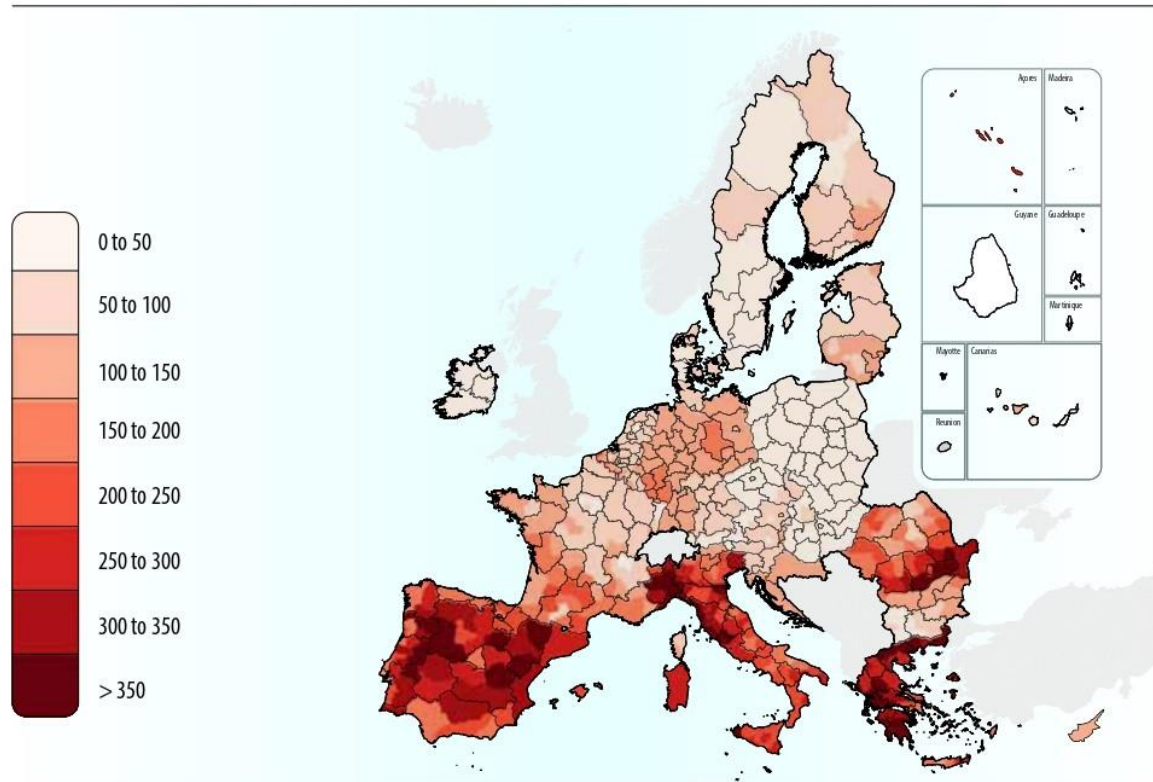 0 to 50
50 to 100
100 to 150
150 to 200
200 to 250
250 to 300
300 to 350
> 350
Açores
Madeira
Guyane
Guadeloupe
Martinique
Mayotte
Canarias
Reunion